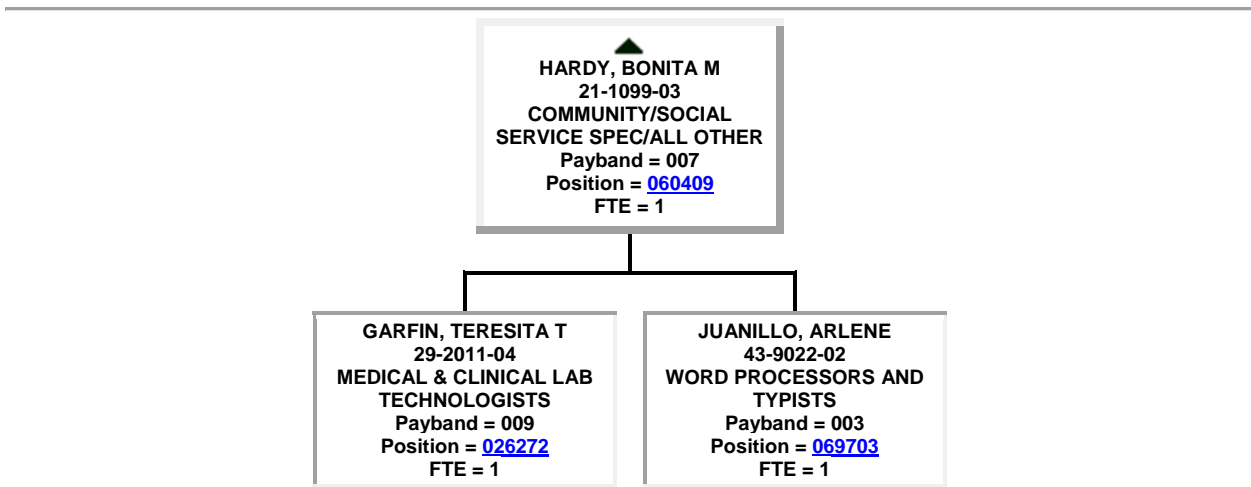 HARDY, BONITA M
21-1099-03
COMMUNITY/SOCIAL
SERVICE SPEC/ALL OTHER
Payband = 007
Position = 060409
FTE = 1
GARFIN, TERESITA T
29-2011-04
MEDICAL & CLINICAL LAB
TECHNOLOGISTS
Payband = 009
Position = 026272
FTE = 1
JUANILLO, ARLENE
43-9022-02
WORD PROCESSORS AND
TYPISTS
Payband = 003
Position = 069703
FTE = 1